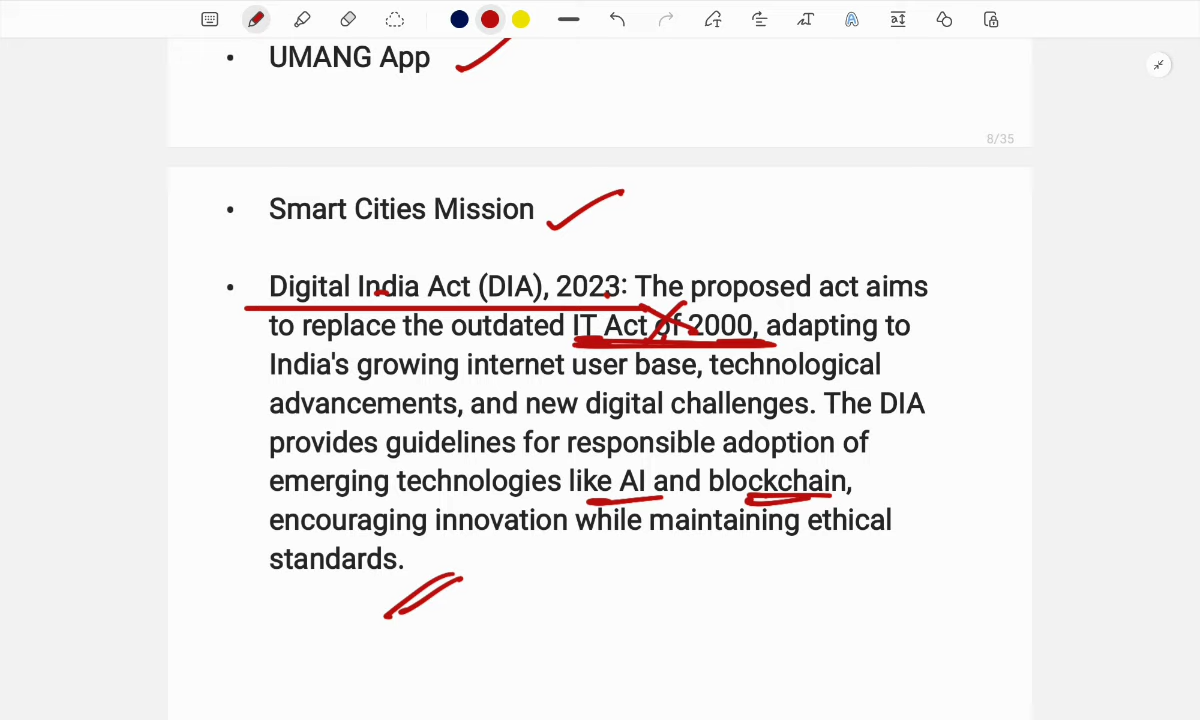 • UMANG App
8/35
• Smart Cities Mission
• Digital India Act (DIA), 2023: The proposed act aims
to replace the outdated IT Act of 2000, adapting to
India's growing internet user base, technological
advancements, and new digital challenges. The DIA
provides guidelines for responsible adoption of
emerging technologies like AI and blockchain,
encouraging innovation while maintaining ethical
standards.